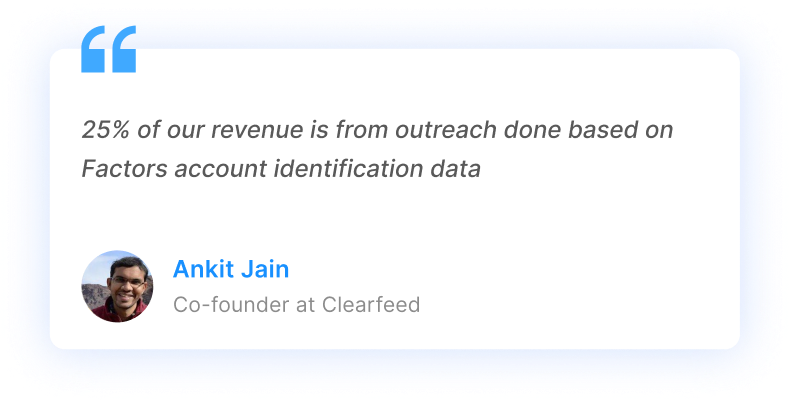 25% of our revenue is from outreach done based on
Factors account identification data
Ankit Jain
Co-founder at Clearfeed